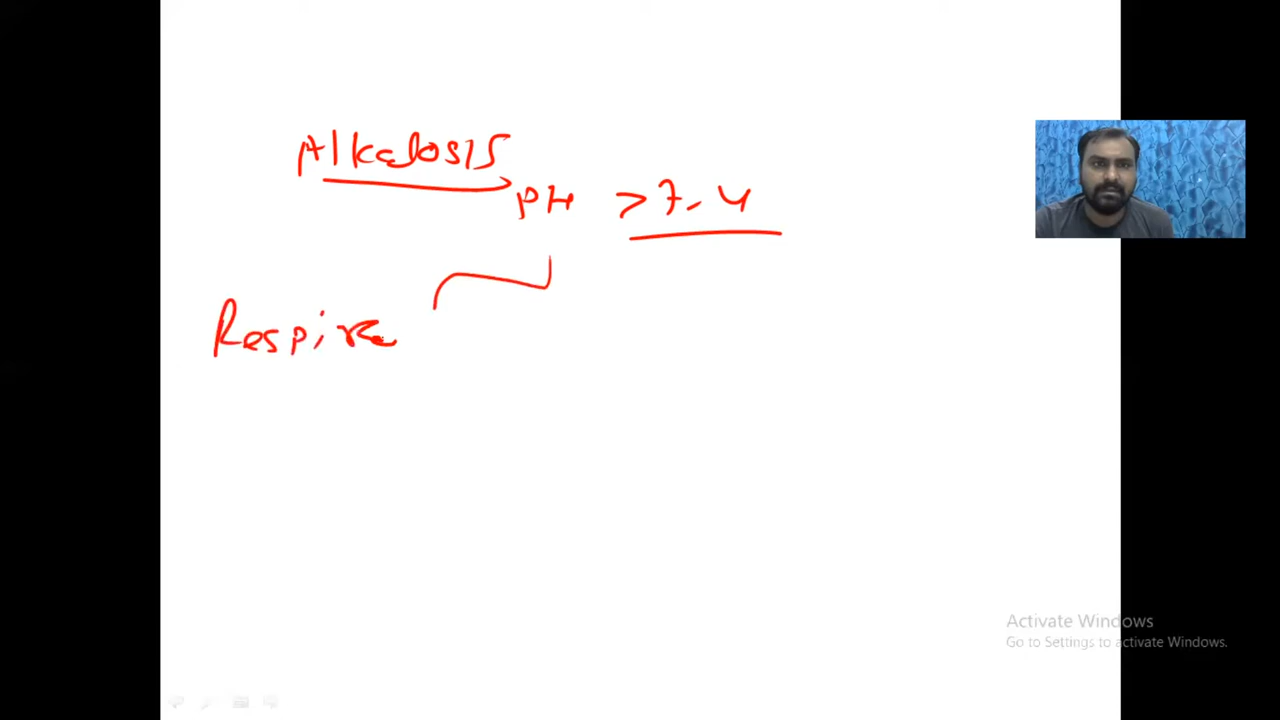 Alkalosis
pH >7.4
Respira
Activate Windows
Go to Settings to activate Windows.